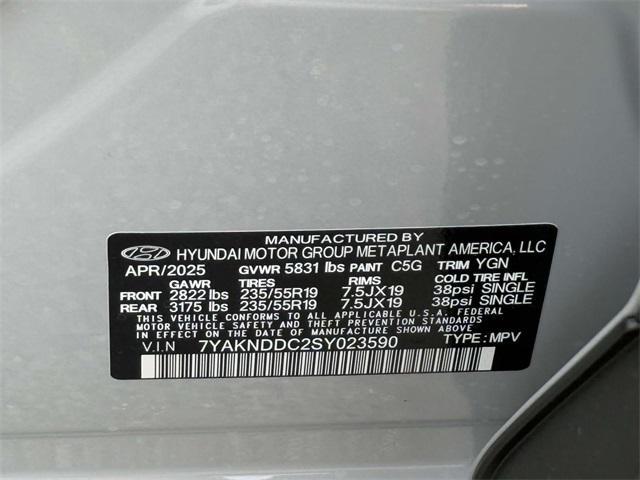 MANUFACTURED BY
HYUNDAI MOTOR GROUP METAPLANT AMERICA, LLC
APR/2025 GVWR 5831 lbs PAINT C5G TRIM YGN
GAWR TIRES RIMS COLD TIRE INFL
FRONT 2822 lbs 235/55R19 7.5JX19 38psi SINGLE
REAR 3175 lbs 235/55R19 7.5JX19 38psi SINGLE
THIS VEHICLE CONFORMS TO ALL APPLICABLE U.S.A. FEDERAL
MOTOR VEHICLE SAFETY AND BUMPER STANDARDS
IN EFFECT ON THE DATE OF MANUFACTURE SHOWN ABOVE.
V.I.N 7YAKNDDC2SY023590 TYPE : MPV